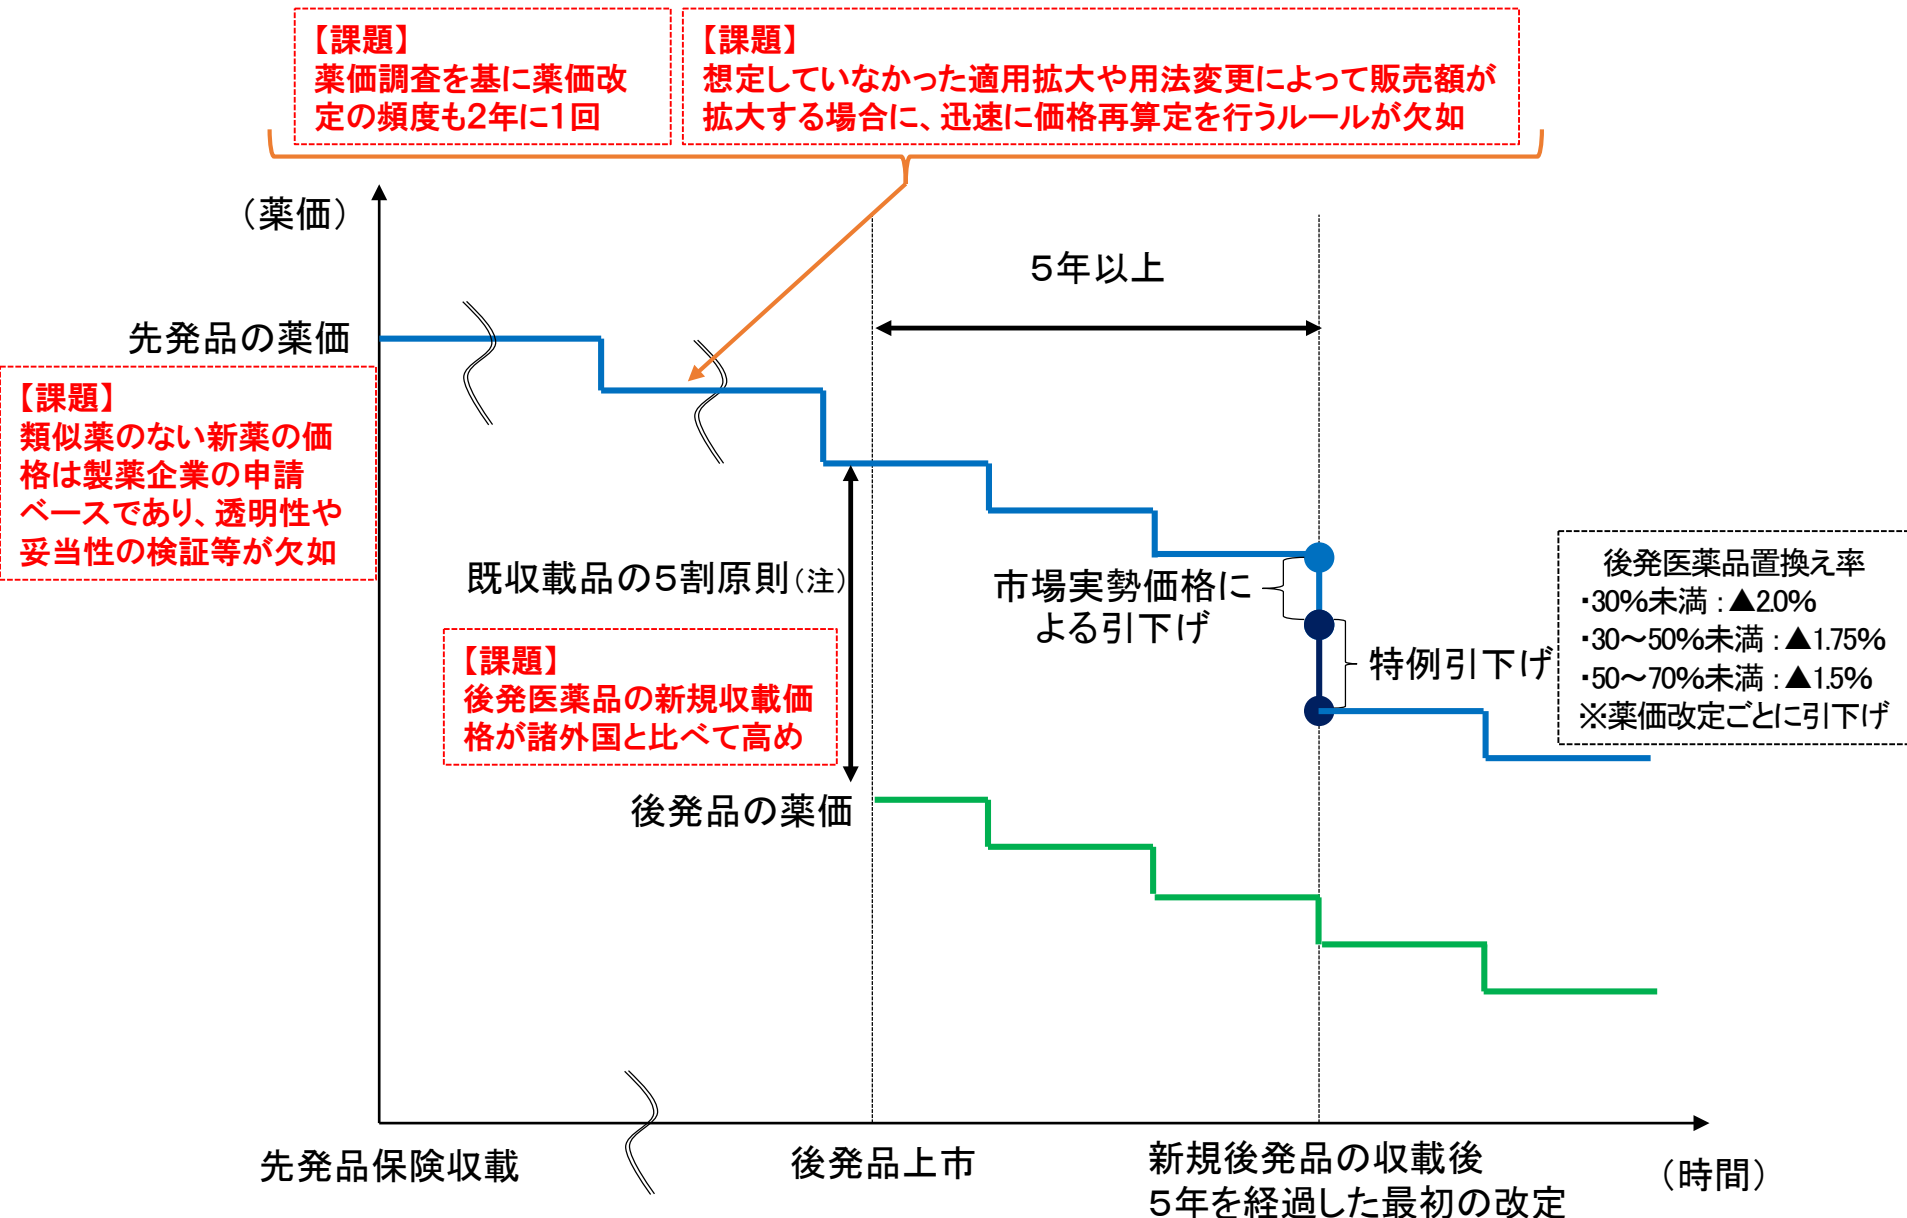 【課題】
薬価調査を基に薬価改
定の頻度も2年に1回
【課題】
想定していなかった適用拡大や用法変更によって販売額が
拡大する場合に、迅速に価格再算定を行うルールが欠如
（薬価）
5年以上
先発品の薬価
【課題】
類似薬のない新薬の価
格は製薬企業の申請
ベースであり、透明性や
妥当性の検証等が欠如
既収載品の5割原則（注）
【課題】
後発医薬品の新規収載価
格が諸外国と比べて高め
後発品の薬価
市場実勢価格に
よる引下げ
特例引下げ
後発医薬品置換え率
・30%未満：▲2.0%
・30～50%未満：▲1.75%
・50～70%未満：▲1.5%
※薬価改定ごとに引下げ
先発品保険収載
後発品上市
新規後発品の収載後
5年を経過した最初の改定
（時間）